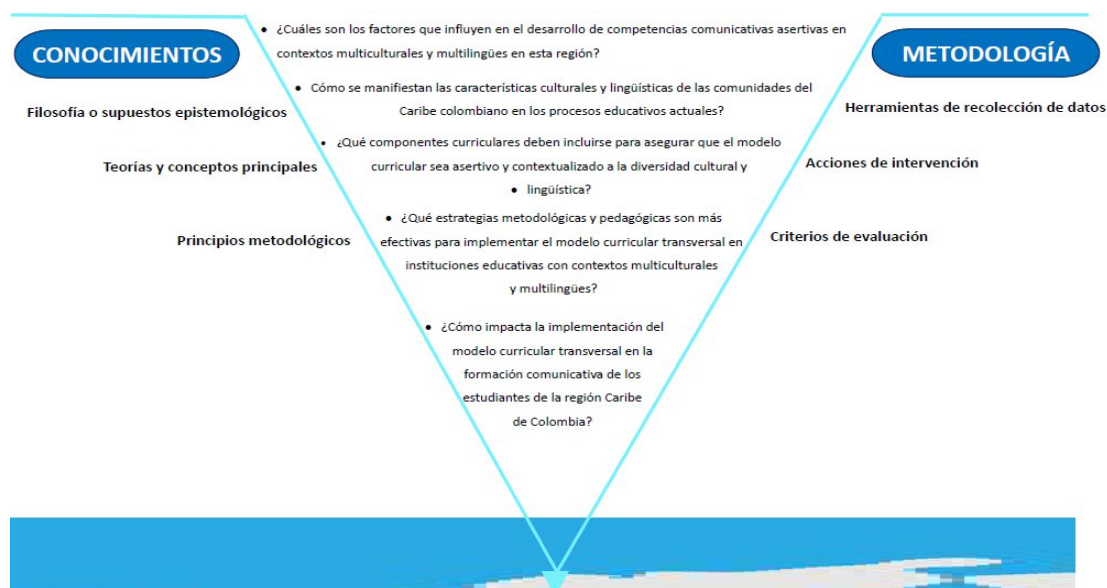 CONOCIMIENTOS
Filosofía o supuestos epistemológicos
Teorías y conceptos principales
Principios metodológicos
• ¿Cuáles son los factores que influyen en el desarrollo de competencias comunicativas asertivas en
contextos multiculturales y multilingües en esta región?
• Cómo se manifiestan las características culturales y lingüísticas de las comunidades del
Caribe colombiano en los procesos educativos actuales?
• ¿Qué componentes curriculares deben incluirse para asegurar que el modelo
curricular sea asertivo y contextualizado a la diversidad cultural y
• lingüística?
• ¿Qué estrategias metodológicas y pedagógicas son más
efectivas para implementar el modelo curricular transversal en
instituciones educativas con contextos multiculturales
y multilingües?
• ¿Cómo impacta la implementación del
modelo curricular transversal en la
formación comunicativa de los
estudiantes de la región Caribe
de Colombia?
METODOLOGÍA
Herramientas de recolección de datos
Acciones de intervención
Criterios de evaluación